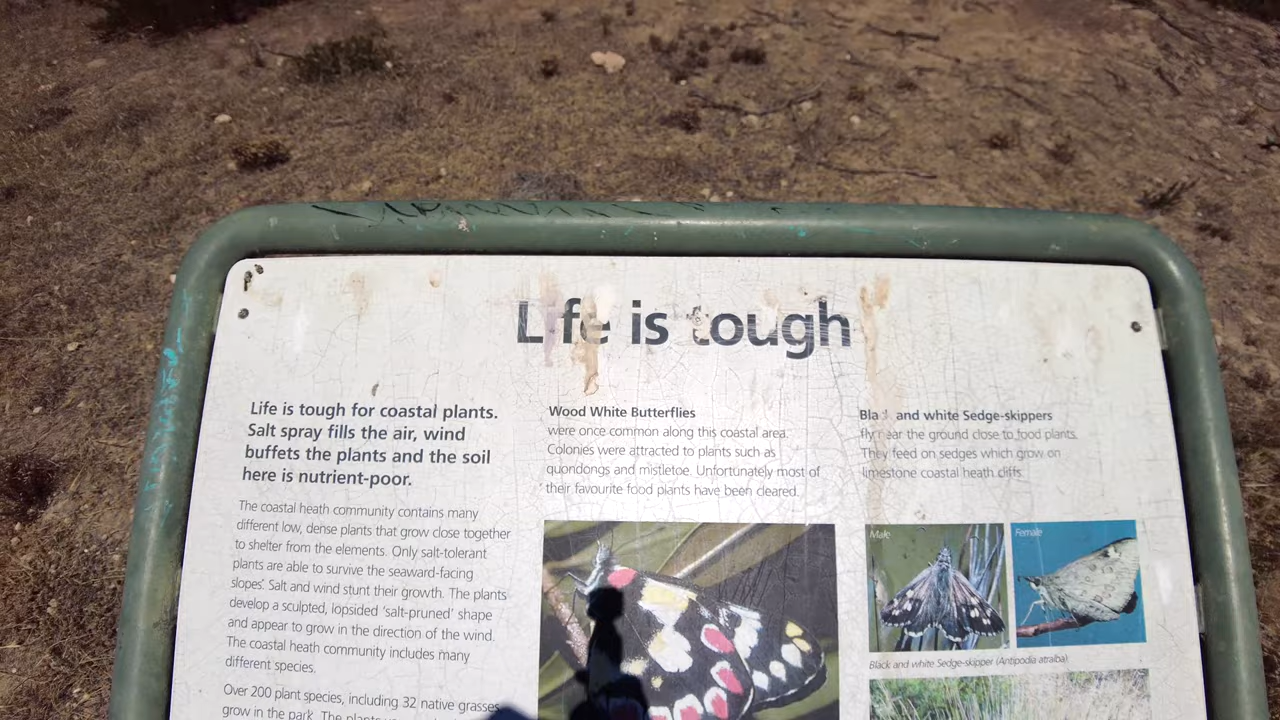 Life is tough
Life is tough for coastal plants.
Salt spray fills the air, wind
buffets the plants and the soil
here is nutrient-poor.
The coastal heath community contains many
different low, dense plants that grow close together
to shelter from the elements. Only salt-tolerant
plants are able to survive the seaward-facing
slopes. Salt and wind stunt their growth. The plants
develop a sculpted, lopsided 'salt-pruned' shape
and appear to grow in the direction of the wind.
The coastal heath community includes many
different species.
Over 200 plant species, including 32 native grasses
grow in the park. The plants
Wood White Butterflies
were once common along this coastal area.
Colonies were attracted to plants such as
quondongs and mistletoe. Unfortunately most of
their favourite food plants have been cleared.
Black and white Sedge-skippers
fly near the ground close to food plants.
They feed on sedges which grow on
limestone coastal heath cliffs.
Male
Female
Black and white Sedge-skipper (Antipodia atralba)